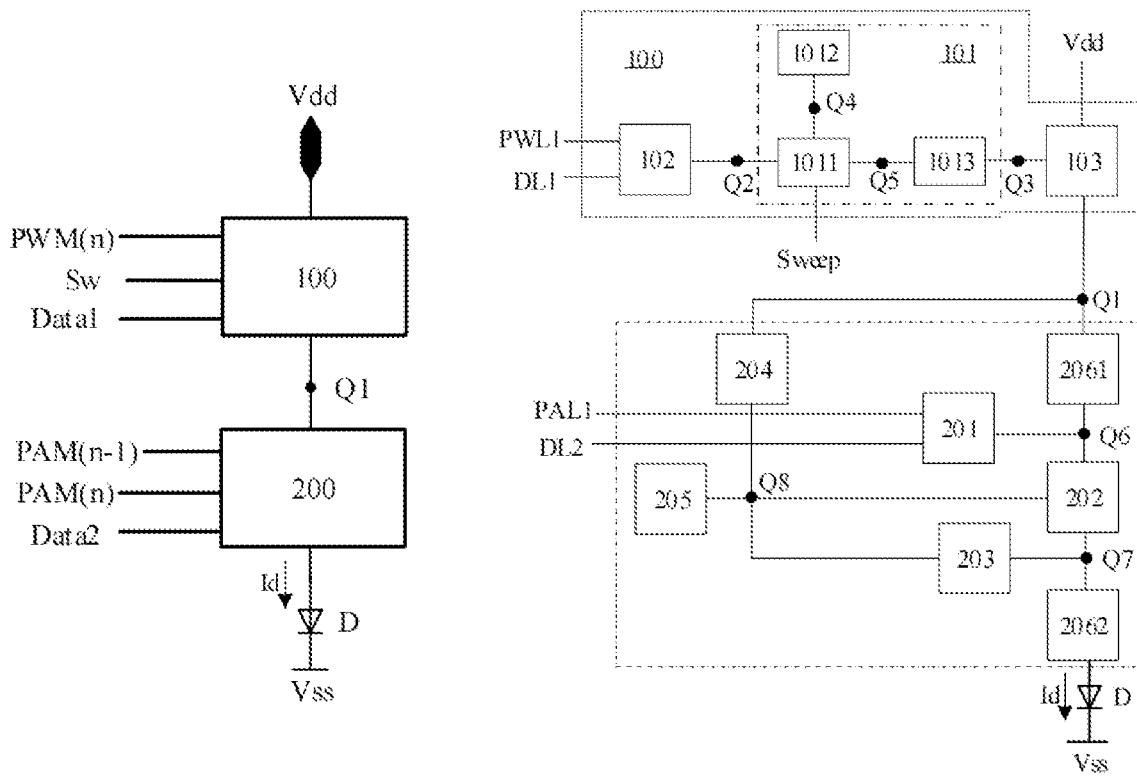 Vdd
PWM(n)
Sw
Data1
100
Q1
PAM(n-1)
PAM(n)
Data2
200
Id
D
Vss
100
1012
101
Vdd
Q4
PWL1
DL1
102
Q2
1011
Q5
1013
Q3
103
Sweep
Q1
204
2061
PAL1
DL2
201
Q6
205
Q8
202
203
Q7
2062
Id
D
Vss